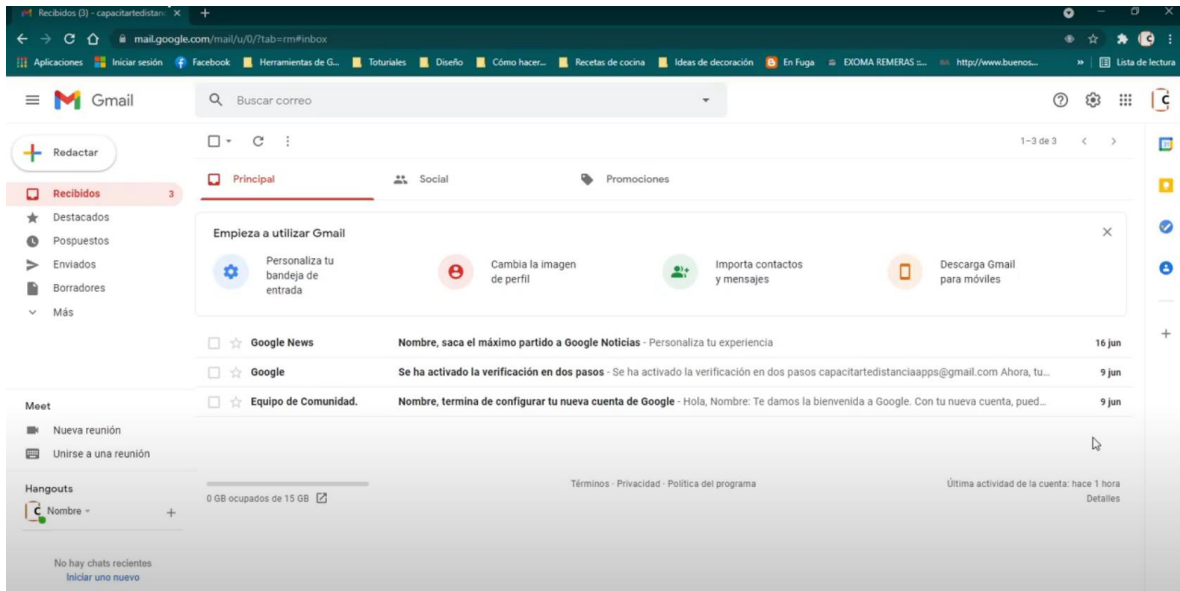 Recibidos (3) - capacitartedistanc
mail.google.com/mail/u/0/?tab=rm#inbox
Aplicaciones Iniciar sesión Facebook Herramientas de G... Toturiales Diseño Cómo hacer... Recetas de cocina Ideas de decoración En Fuga EXOMA REMERAS ::... http://www.buenos... » Lista de lectura
Gmail Buscar correo
Redactar 1–3 de 3
Principal Social Promociones
Recibidos 3
Destacados
Pospuestos
Enviados
Borradores
Más
Empieza a utilizar Gmail
Personaliza tu
bandeja de
entrada
Cambia la imagen
de perfil
Importa contactos
y mensajes
Descarga Gmail
para móviles
Google News Nombre, saca el máximo partido a Google Noticias - Personaliza tu experiencia 16 jun
Google Se ha activado la verificación en dos pasos - Se ha activado la verificación en dos pasos capacitartedistanciaapps@gmail.com Ahora, tu... 9 jun
Equipo de Comunidad. Nombre, termina de configurar tu nueva cuenta de Google - Hola, Nombre: Te damos la bienvenida a Google. Con tu nueva cuenta, pued... 9 jun
Meet
Nueva reunión
Unirse a una reunión
Hangouts
Nombre
No hay chats recientes
Iniciar uno nuevo
0 GB ocupados de 15 GB
Términos · Privacidad · Política del programa
Última actividad de la cuenta: hace 1 hora
Detalles